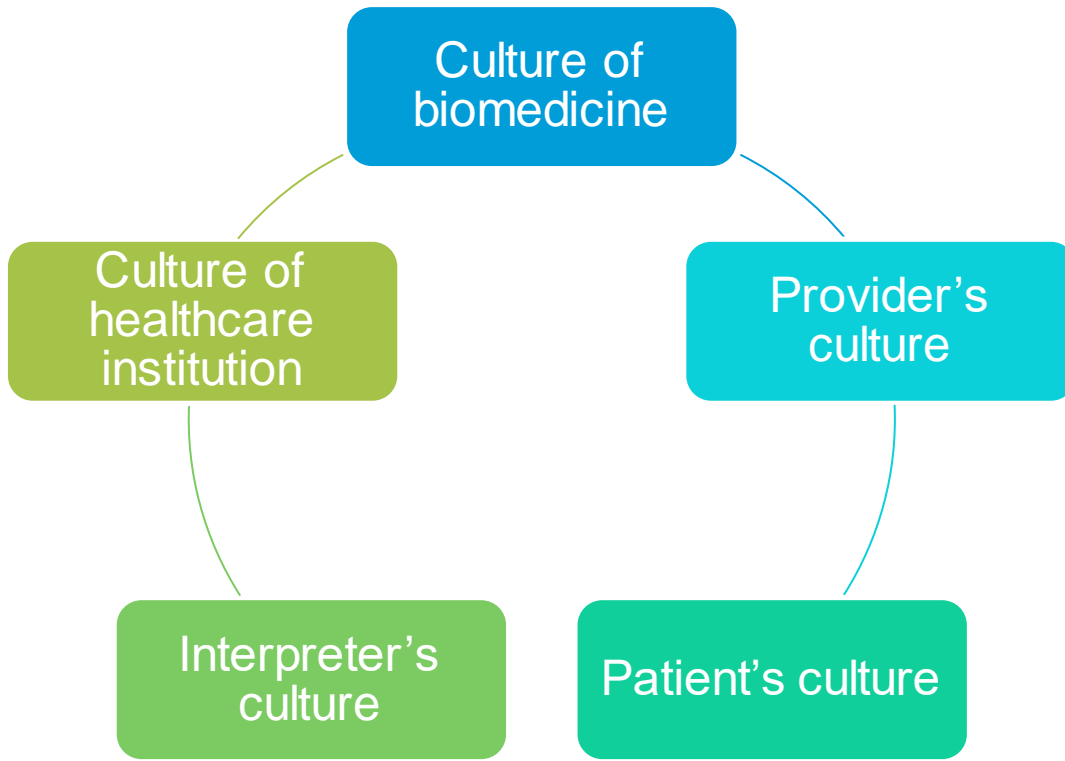 Culture of
biomedicine
Culture of
healthcare
institution
Provider’s
culture
Interpreter’s
culture
Patient’s culture